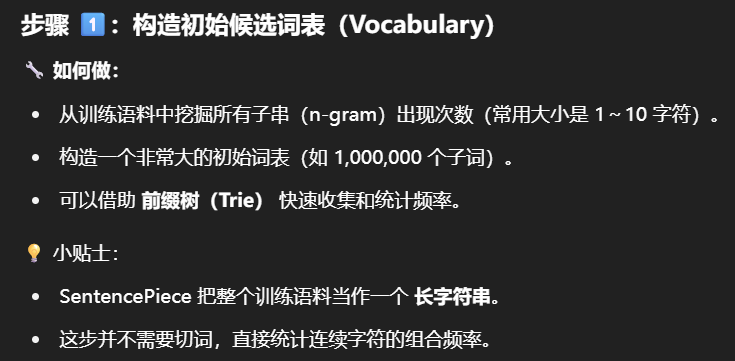 步骤 1️⃣：构造初始候选词表（Vocabulary）
🔧 如何做：
• 从训练语料中挖掘所有子串（n-gram）出现次数（常用大小是 1～10 字符）。
• 构造一个非常大的初始词表（如 1,000,000 个子词）。
• 可以借助 前缀树（Trie） 快速收集和统计频率。
💡 小贴士：
• SentencePiece 把整个训练语料当作一个 长字符串。
• 这步并不需要切词，直接统计连续字符的组合频率。